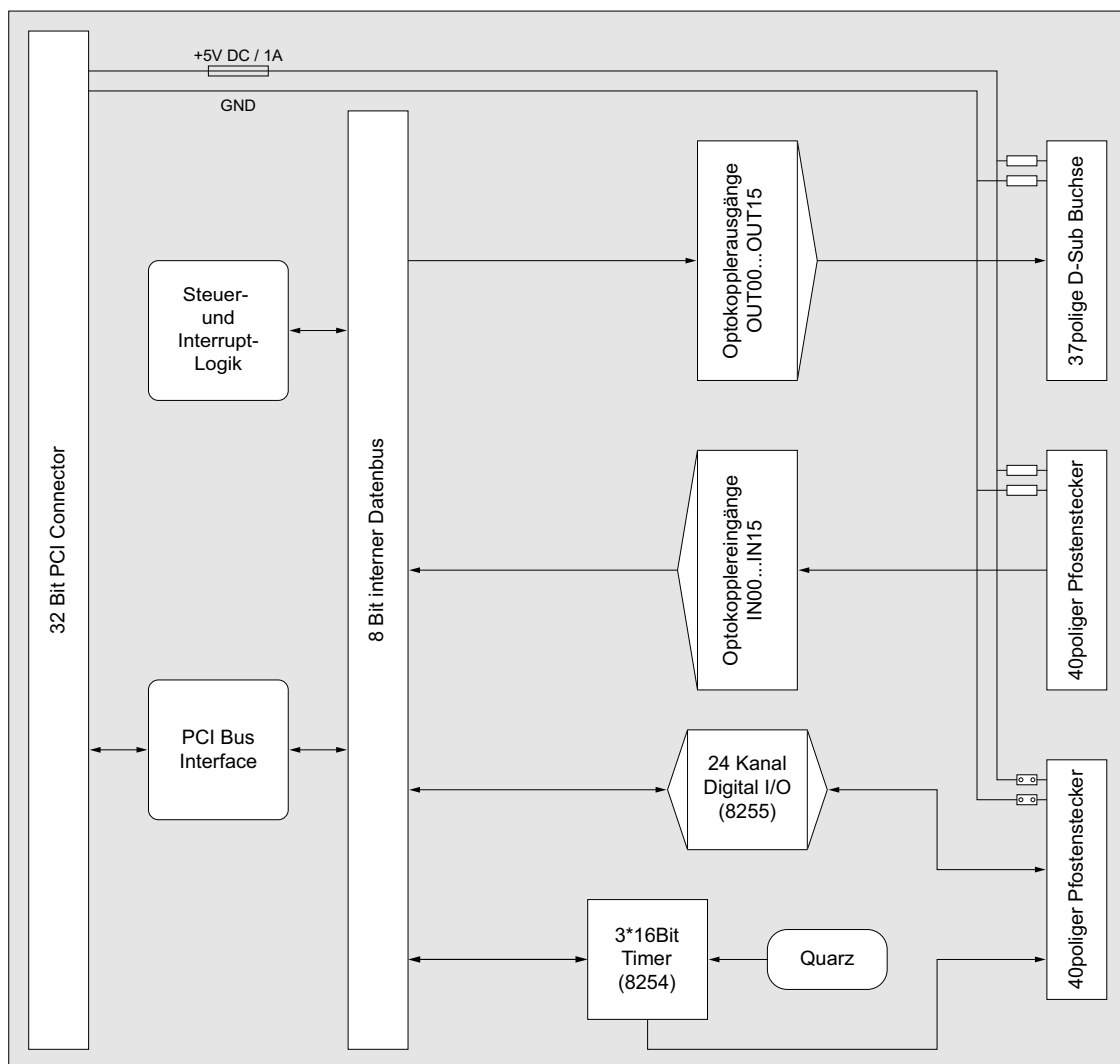 +5V DC / 1A
GND
32 Bit PCI Connector
Steuer-
und
Interrupt-
Logik
PCI Bus
Interface
8 Bit interner Datenbus
Optokopplerausgänge
OUT00...OUT15
37polige D-Sub Buchse
Optokopplereingänge
IN00...IN15
40poliger Pfostenstecker
24 Kanal
Digital I/O
(8255)
3*16Bit
Timer
(8254)
Quarz
40poliger Pfostenstecker